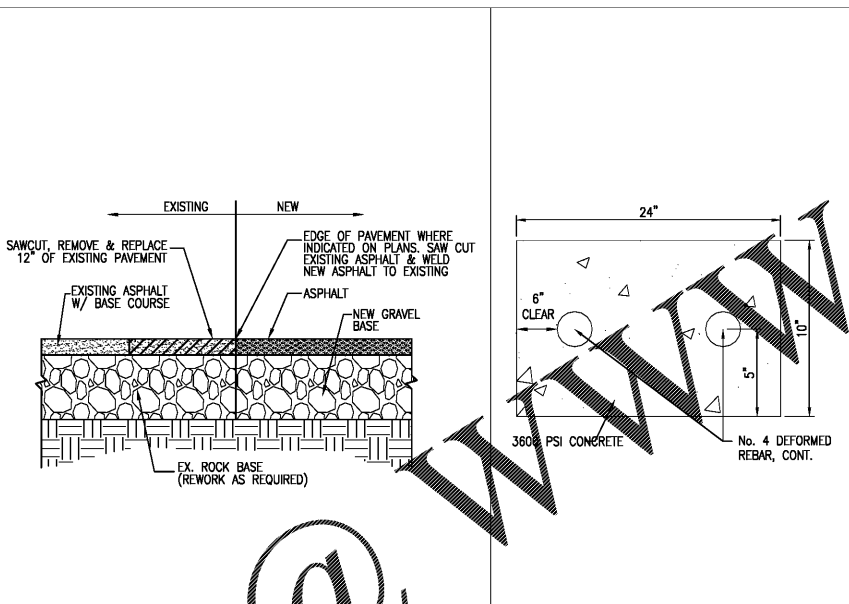 EXISTING
NEW
SAWCUT, REMOVE & REPLACE
12" OF EXISTING PAVEMENT
EDGE OF PAVEMENT WHERE
INDICATED ON PLANS. SAW CUT
EXISTING ASPHALT & WELD
NEW ASPHALT TO EXISTING
EXISTING ASPHALT
W/ BASE COURSE
ASPHALT
NEW GRAVEL
BASE
EX. ROCK BASE
(REWORK AS REQUIRED)
24"
6"
CLEAR
10"
5"
3600 PSI CONCRETE
No. 4 DEFORMED
REBAR, CONT.
@ WWW